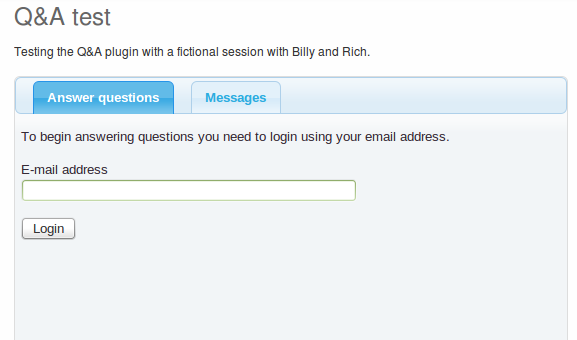 Q&A test
Testing the Q&A plugin with a fictional session with Billy and Rich.
Answer questions
Messages
To begin answering questions you need to login using your email address.
E-mail address
Login